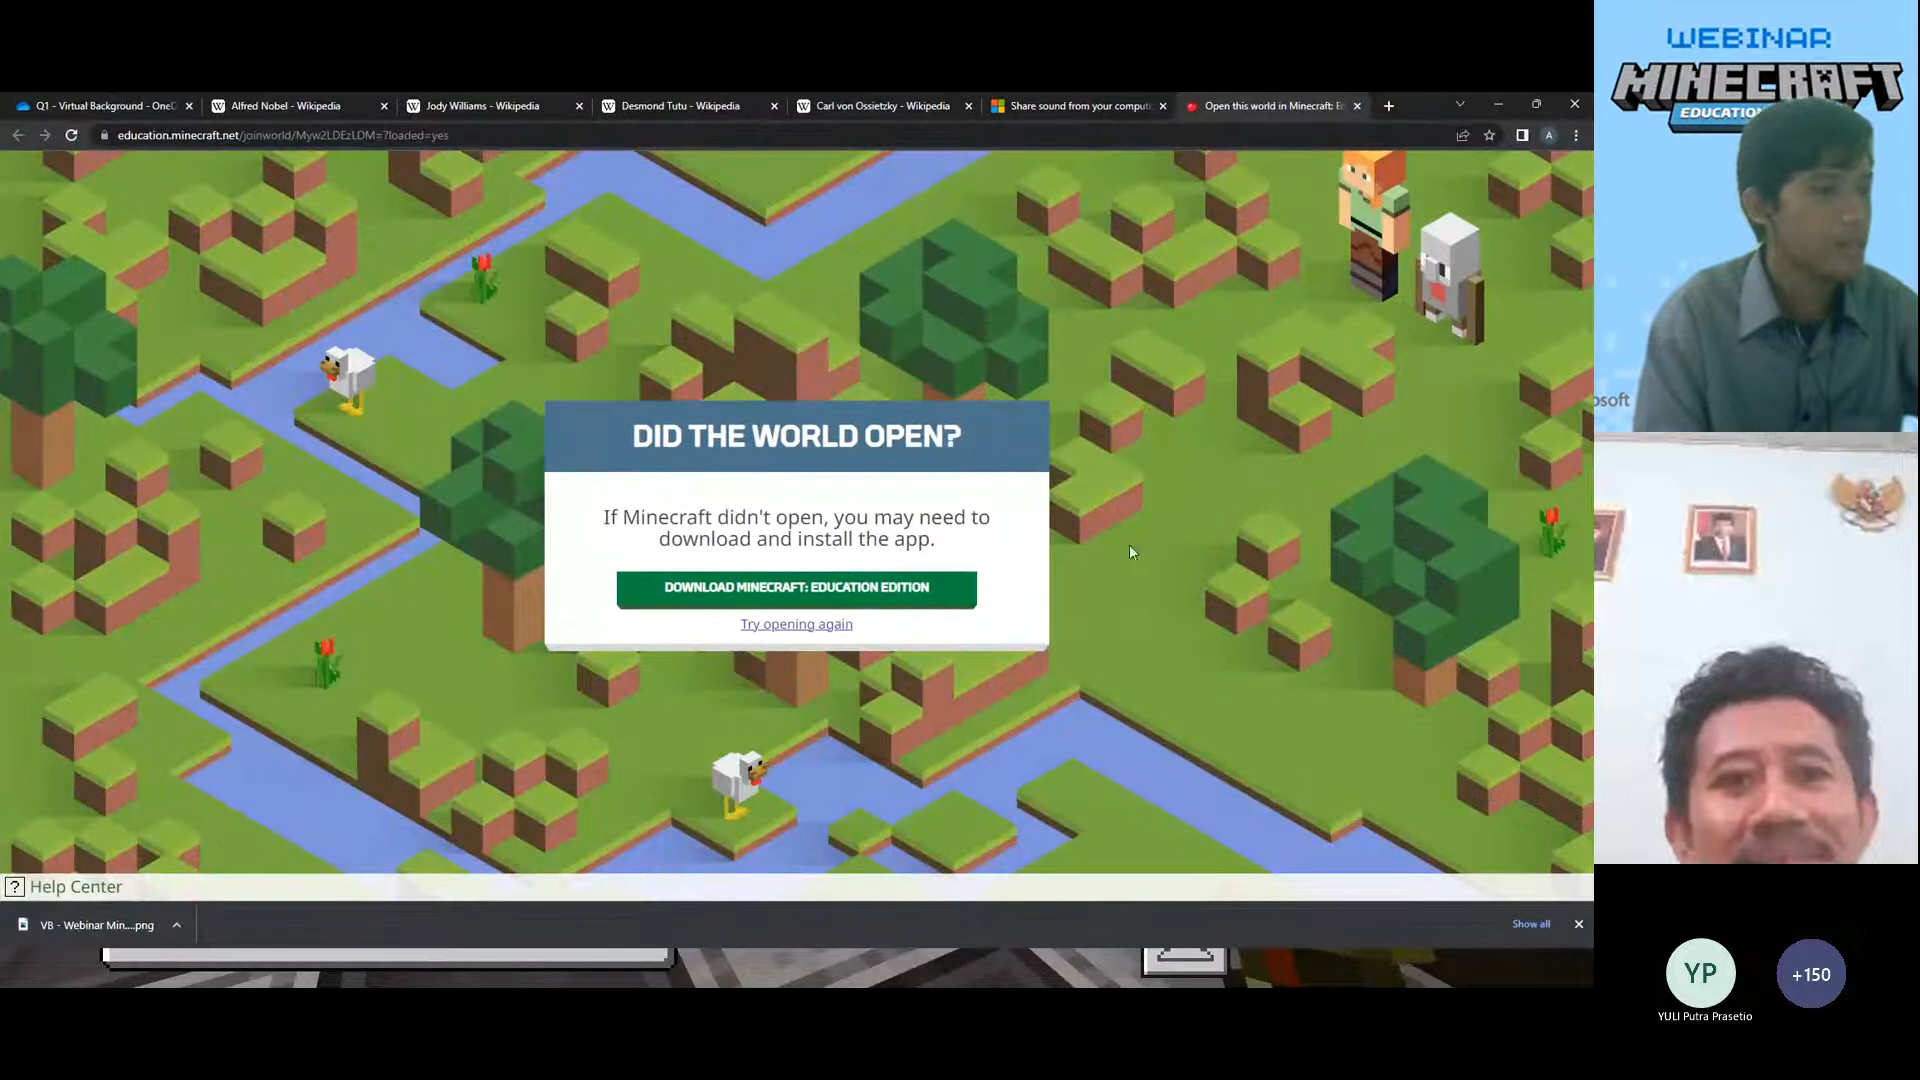 Q1 - Virtual Background - OneD
Alfred Nobel - Wikipedia
Jody Williams - Wikipedia
Desmond Tutu - Wikipedia
Carl von Ossietzky - Wikipedia
Share sound from your comput
Open this world in Minecraft: E
education.minecraft.net/joinworld/Myw2LDEzLDM=?loaded=yes
A
WEBINAR
MINECRAFT
EDUCATIO
osoft
DID THE WORLD OPEN?
If Minecraft didn't open, you may need to
download and install the app.
DOWNLOAD MINECRAFT: EDUCATION EDITION
Try opening again
? Help Center
VB - Webinar Min....png
Show all
YP
+150
YULI Putra Prasetio